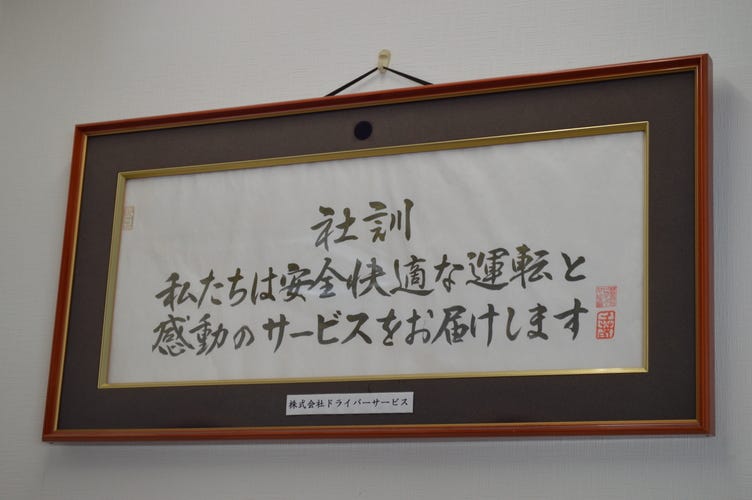 社訓
私たちは安全快適な運転と
感動のサービスをお届けします
株式会社ドライバーサービス